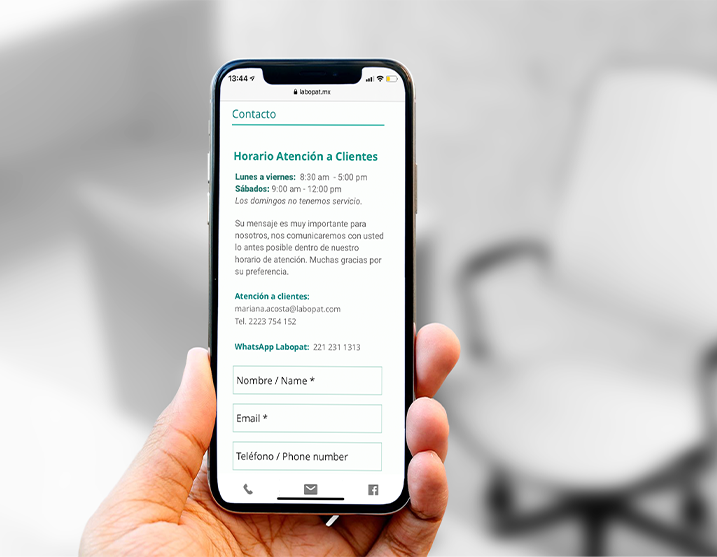 13:44
labopat.mx
Contacto
Horario Atención a Clientes
Lunes a viernes: 8:30 am - 5:00 pm
Sábados: 9:00 am - 12:00 pm
Los domingos no tenemos servicio.
Su mensaje es muy importante para
nosotros, nos comunicaremos con usted
lo antes posible dentro de nuestro
horario de atención. Muchas gracias por
su preferencia.
Atención a clientes:
mariana.acosta@labopat.com
Tel. 2223 754 152
WhatsApp Labopat: 221 231 1313
Nombre / Name *
Email *
Teléfono / Phone number